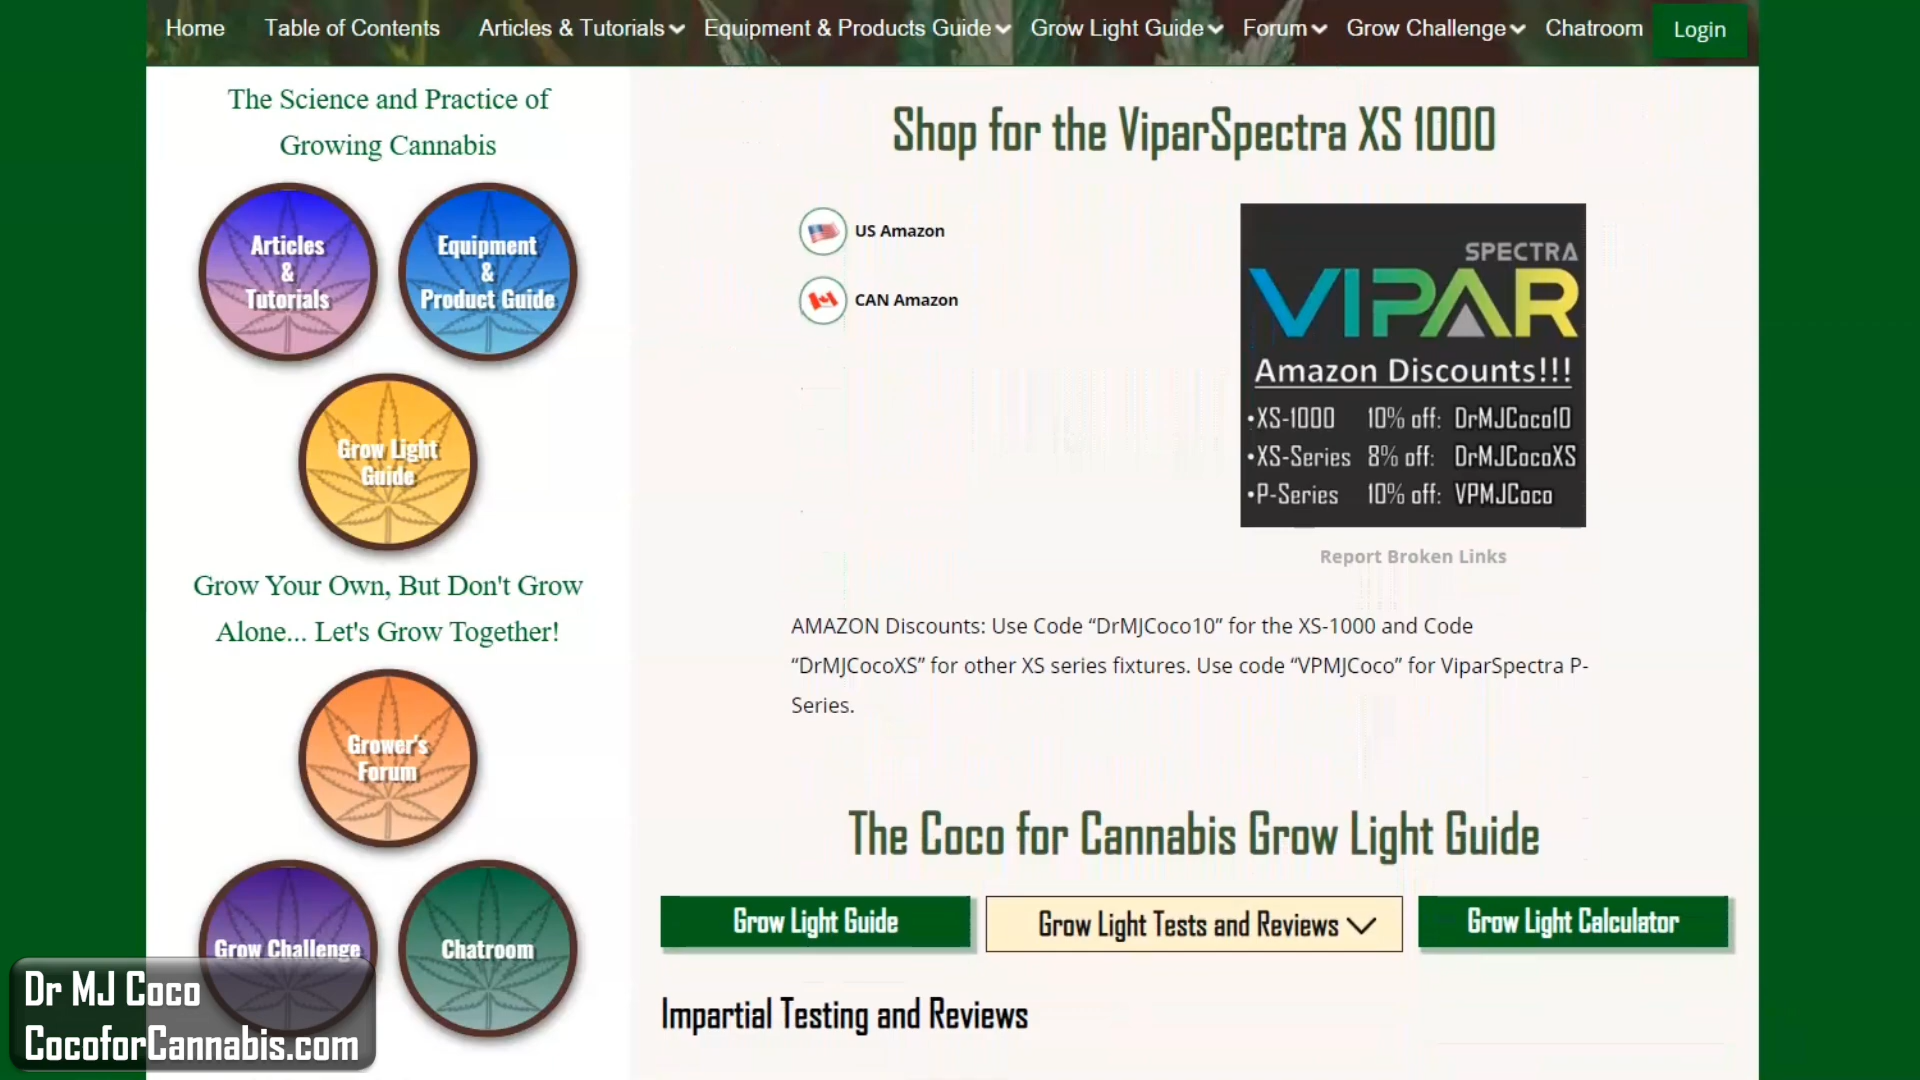 Home Table of Contents Articles & Tutorials Equipment & Products Guide Grow Light Guide Forum Grow Challenge Chatroom Login
The Science and Practice of
Growing Cannabis
Articles
&
Tutorials
Equipment
&
Product Guide
Grow Light
Guide
Grow Your Own, But Don't Grow
Alone... Let's Grow Together!
Grower's
Forum
Grow Challenge
Chatroom
Dr MJ Coco
CocoforCannabis.com
Shop for the ViparSpectra XS 1000
US Amazon
CAN Amazon
SPECTRA
VIPAR
Amazon Discounts!!!
•XS-1000 10% off: DrMJCoco10
•XS-Series 8% off: DrMJCocoXS
•P-Series 10% off: VPMJCoco
Report Broken Links
AMAZON Discounts: Use Code “DrMJCoco10” for the XS-1000 and Code
“DrMJCocoXS” for other XS series fixtures. Use code “VPMJCoco” for ViparSpectra P-
Series.
The Coco for Cannabis Grow Light Guide
Grow Light Guide
Grow Light Tests and Reviews
Grow Light Calculator
Impartial Testing and Reviews